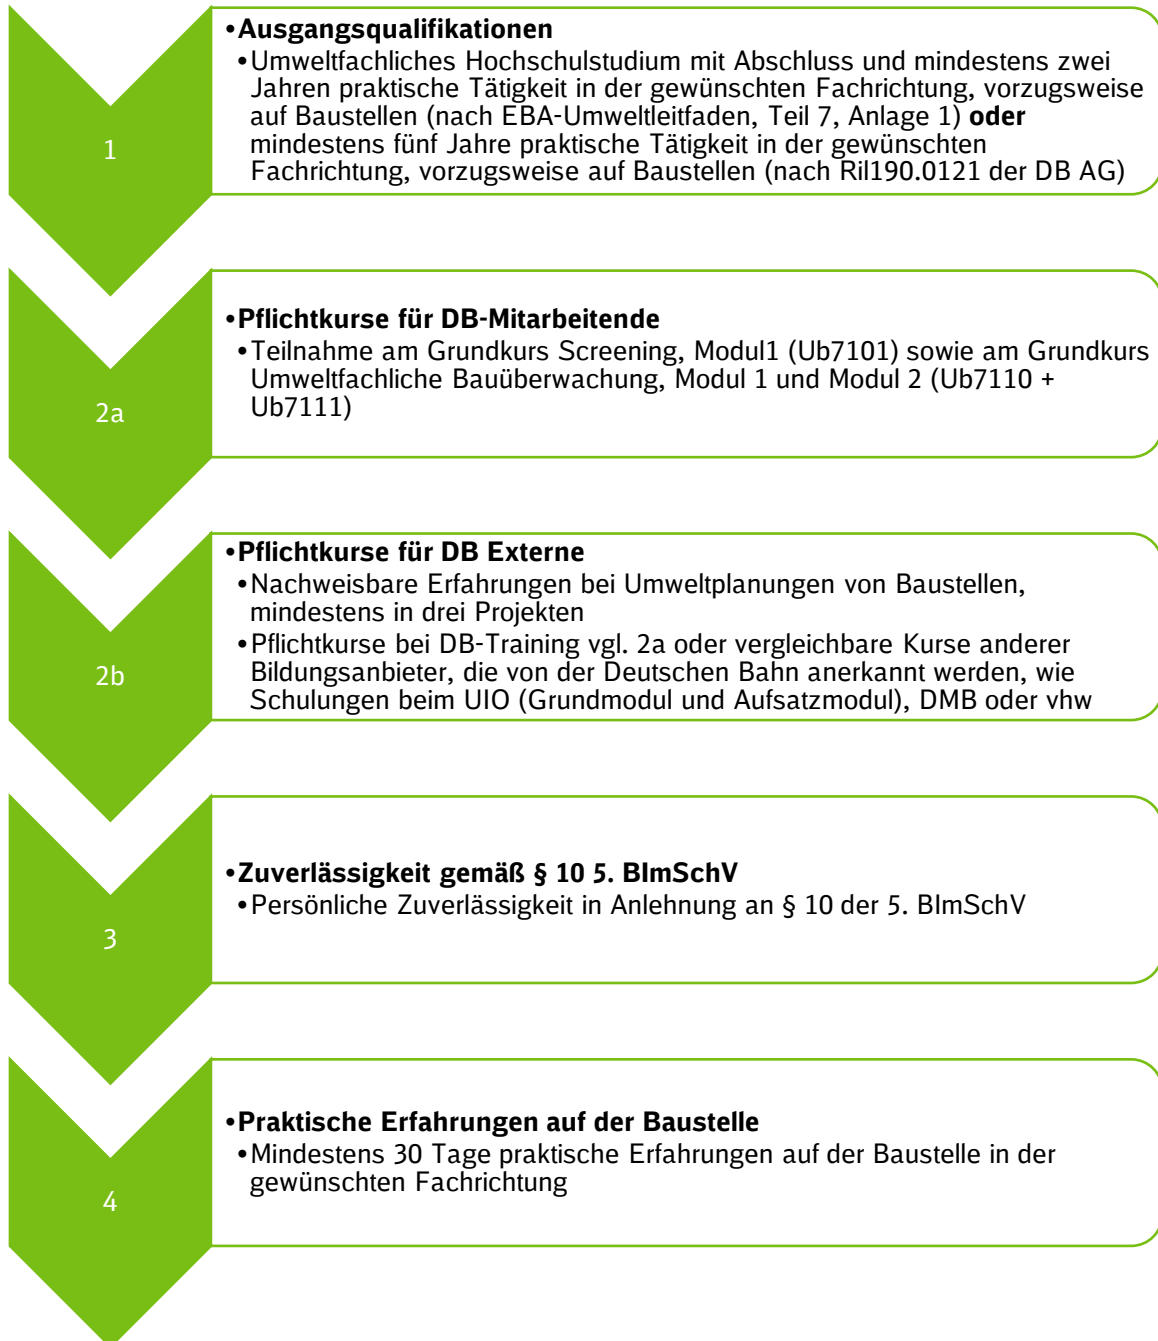 •Ausgangsqualifikationen
•Umweltfachliches Hochschulstudium mit Abschluss und mindestens zwei
Jahren praktische Tätigkeit in der gewünschten Fachrichtung, vorzugsweise
auf Baustellen (nach EBA-Umweltleitfaden, Teil 7, Anlage 1) oder
mindestens fünf Jahre praktische Tätigkeit in der gewünschten
Fachrichtung, vorzugsweise auf Baustellen (nach Ril190.0121 der DB AG)
1
•Pflichtkurse für DB-Mitarbeitende
•Teilnahme am Grundkurs Screening, Modul1 (Ub7101) sowie am Grundkurs
Umweltfachliche Bauüberwachung, Modul 1 und Modul 2 (Ub7110 +
Ub7111)
2a
•Pflichtkurse für DB Externe
•Nachweisbare Erfahrungen bei Umweltplanungen von Baustellen,
mindestens in drei Projekten
•Pflichtkurse bei DB-Training vgl. 2a oder vergleichbare Kurse anderer
Bildungsanbieter, die von der Deutschen Bahn anerkannt werden, wie
Schulungen beim UIO (Grundmodul und Aufsatzmodul), DMB oder vhw
2b
•Zuverlässigkeit gemäß § 10 5. BImSchV
•Persönliche Zuverlässigkeit in Anlehnung an § 10 der 5. BImSchV
3
•Praktische Erfahrungen auf der Baustelle
•Mindestens 30 Tage praktische Erfahrungen auf der Baustelle in der
gewünschten Fachrichtung
4